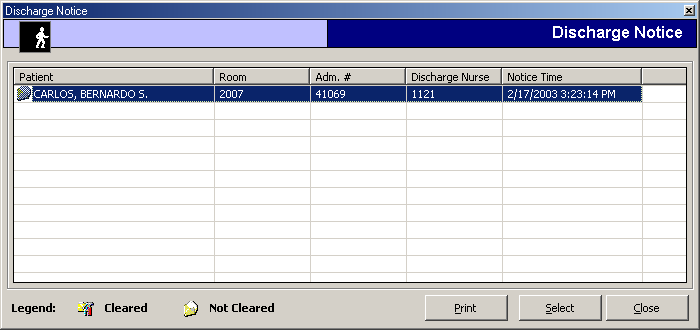 Discharge Notice
Discharge Notice
Patient Room Adm. # Discharge Nurse Notice Time
CARLOS, BERNARDO S. 2007 41069 1121 2/17/2003 3:23:14 PM
Legend: Cleared Not Cleared Print Select Close